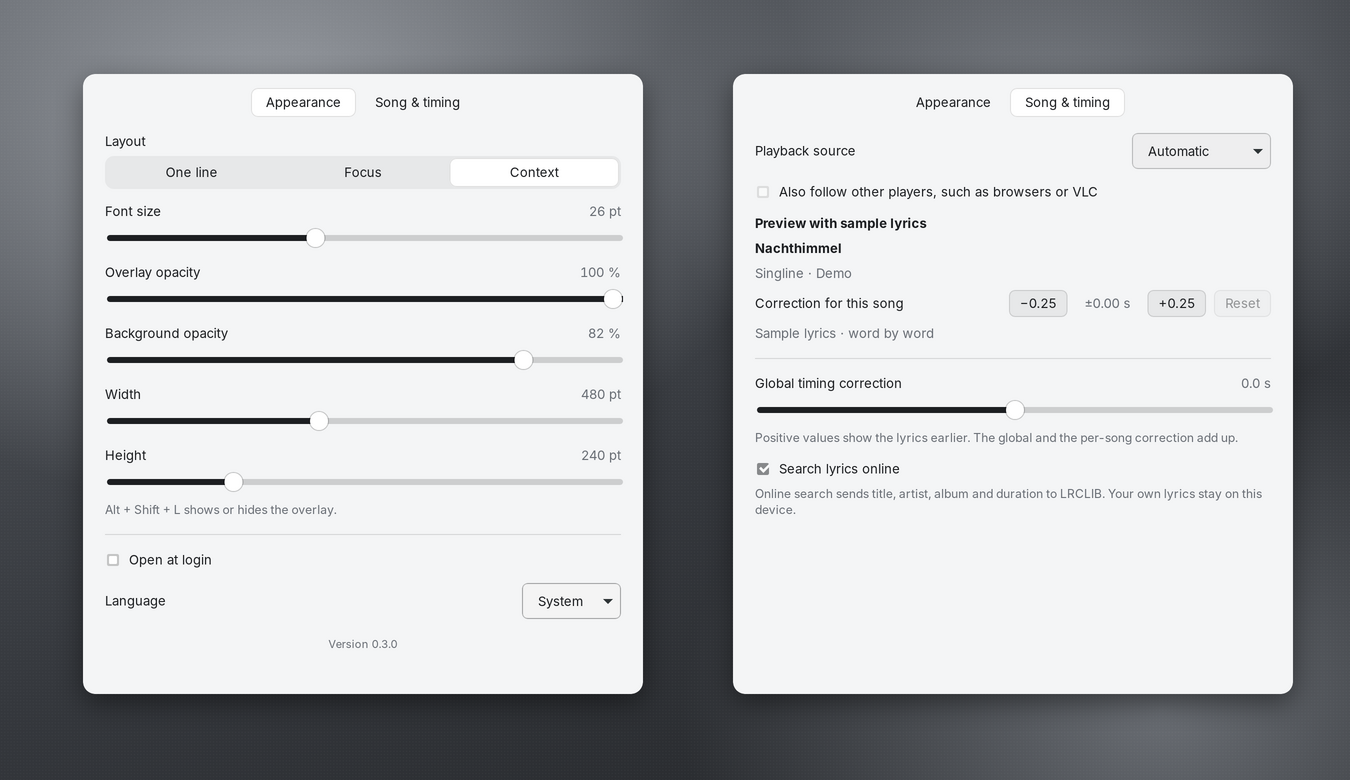 Appearance
Song & timing
Layout
One line
Focus
Context
Font size
26 pt
Overlay opacity
100 %
Background opacity
82 %
Width
480 pt
Height
240 pt
Alt + Shift + L shows or hides the overlay.
Open at login
Language
System
Version 0.3.0
Appearance
Song & timing
Playback source
Automatic
Also follow other players, such as browsers or VLC
Preview with sample lyrics
Nachthimmel
Singline · Demo
Correction for this song
−0.25
±0.00 s
+0.25
Reset
Sample lyrics · word by word
Global timing correction
0.0 s
Positive values show the lyrics earlier. The global and the per-song correction add up.
Search lyrics online
Online search sends title, artist, album and duration to LRCLIB. Your own lyrics stay on this
device.